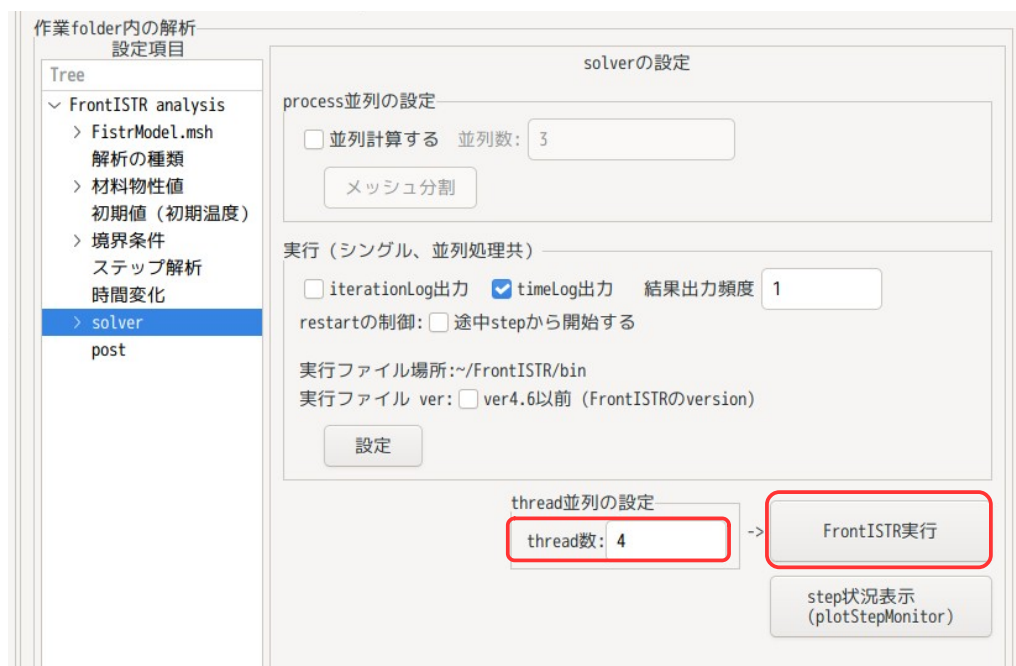 作業folder内の解析
設定項目
Tree
FrontISTR analysis
FistrModel.msh
解析の種類
材料物性値
初期値（初期温度）
境界条件
ステップ解析
時間変化
solver
post
solverの設定
process並列の設定
並列計算する 並列数: 3
メッシュ分割
実行（シングル、並列処理共）
iterationLog出力 timeLog出力 結果出力頻度 1
restartの制御: 途中stepから開始する
実行ファイル場所:~/FrontISTR/bin
実行ファイル ver: ver4.6以前（FrontISTRのversion）
設定
thread並列の設定
thread数: 4
-> FrontISTR実行
step状況表示
(plotStepMonitor)